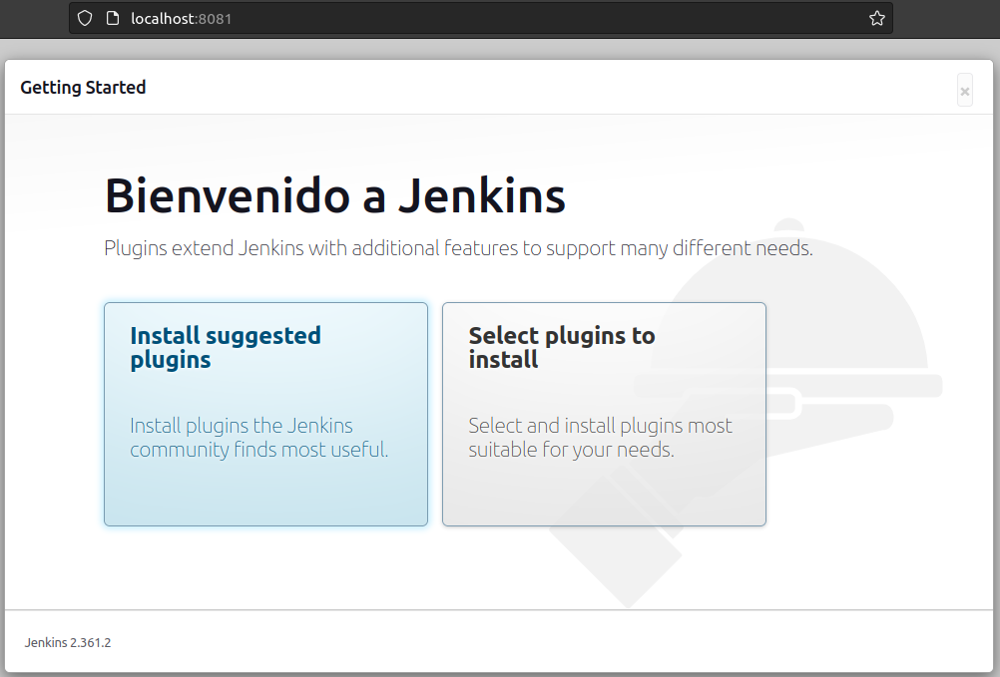 localhost:8081
Getting Started
×
Bienvenido a Jenkins
Plugins extend Jenkins with additional features to support many different needs.
Install suggested
plugins
Install plugins the Jenkins
community finds most useful.
Select plugins to
install
Select and install plugins most
suitable for your needs.
Jenkins 2.361.2